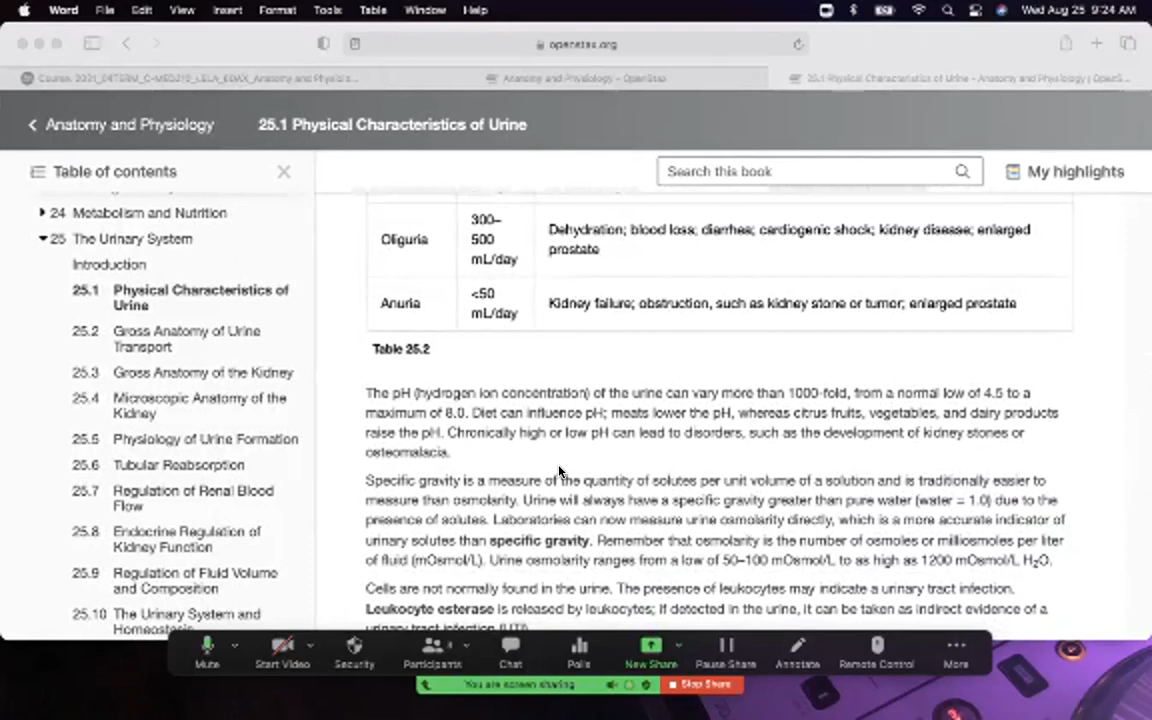 Word File Edit View Insert Format Tools Table Window Help Wed Aug 25 9:24 AM
openstax.org
Anatomy and Physiology - OpenStax
25.1 Physical Characteristics of Urine - Anatomy and Physiology | OpenS...
Anatomy and Physiology 25.1 Physical Characteristics of Urine
Table of contents
Search this book
My highlights
24 Metabolism and Nutrition
25 The Urinary System
Introduction
25.1 Physical Characteristics of
Urine
25.2 Gross Anatomy of Urine
Transport
25.3 Gross Anatomy of the Kidney
25.4 Microscopic Anatomy of the
Kidney
25.5 Physiology of Urine Formation
25.6 Tubular Reabsorption
25.7 Regulation of Renal Blood
Flow
25.8 Endocrine Regulation of
Kidney Function
25.9 Regulation of Fluid Volume
and Composition
25.10 The Urinary System and
Homeostasis
Oliguria
300–
500
mL/day
Dehydration; blood loss; diarrhea; cardiogenic shock; kidney disease; enlarged
prostate
Anuria
<50
mL/day
Kidney failure; obstruction, such as kidney stone or tumor; enlarged prostate
Table 25.2
The pH (hydrogen ion concentration) of the urine can vary more than 1000-fold, from a normal low of 4.5 to a
maximum of 8.0. Diet can influence pH; meats lower the pH, whereas citrus fruits, vegetables, and dairy products
raise the pH. Chronically high or low pH can lead to disorders, such as the development of kidney stones or
osteomalacia.
Specific gravity is a measure of the quantity of solutes per unit volume of a solution and is traditionally easier to
measure than osmolarity. Urine will always have a specific gravity greater than pure water (water = 1.0) due to the
presence of solutes. Laboratories can now measure urine osmolarity directly, which is a more accurate indicator of
urinary solutes than specific gravity. Remember that osmolarity is the number of osmoles or milliosmoles per liter
of fluid (mOsmol/L). Urine osmolarity ranges from a low of 50–100 mOsmol/L to as high as 1200 mOsmol/L H₂O.
Cells are not normally found in the urine. The presence of leukocytes may indicate a urinary tract infection.
Leukocyte esterase is released by leukocytes; if detected in the urine, it can be taken as indirect evidence of a
urinary tract infection (UTI).
Mute Start Video Security Participants Chat Polls New Share Pause Share Annotate Remote Control More
You are screen sharing Stop Share